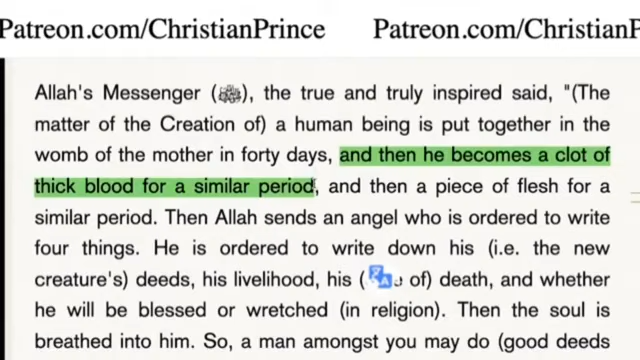 Patreon.com/ChristianPrince Patreon.com/ChristianP
Allah's Messenger (ﷺ), the true and truly inspired said, "(The
matter of the Creation of) a human being is put together in the
womb of the mother in forty days, and then he becomes a clot of
thick blood for a similar period, and then a piece of flesh for a
similar period. Then Allah sends an angel who is ordered to write
four things. He is ordered to write down his (i.e. the new
creature's) deeds, his livelihood, his ( of) death, and whether
he will be blessed or wretched (in religion). Then the soul is
breathed into him. So, a man amongst you may do (good deeds